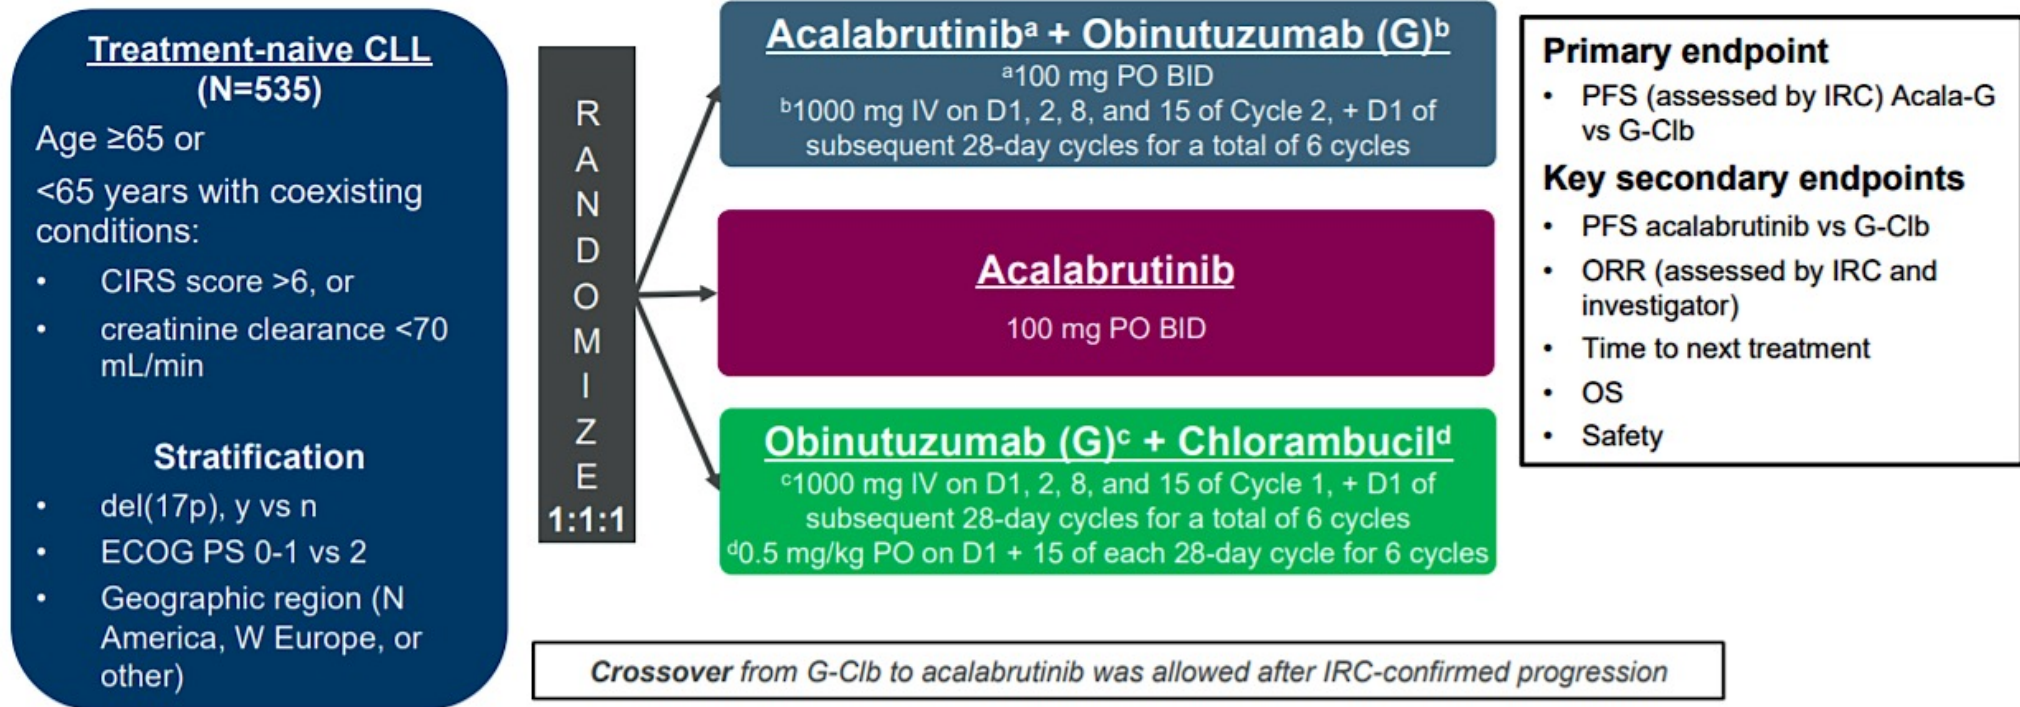 Treatment-naive CLL
(N=535)
Age ≥65 or
<65 years with coexisting
conditions:
• CIRS score >6, or
• creatinine clearance <70
mL/min
Stratification
• del(17p), y vs n
• ECOG PS 0-1 vs 2
• Geographic region (N
America, W Europe, or
other)
R
A
N
D
O
M
I
Z
E
1:1:1
Acalabrutinibᵃ + Obinutuzumab (G)ᵇ
ᵃ100 mg PO BID
ᵇ1000 mg IV on D1, 2, 8, and 15 of Cycle 2, + D1 of
subsequent 28-day cycles for a total of 6 cycles
Acalabrutinib
100 mg PO BID
Obinutuzumab (G)ᶜ + Chlorambucilᵈ
ᶜ1000 mg IV on D1, 2, 8, and 15 of Cycle 1, + D1 of
subsequent 28-day cycles for a total of 6 cycles
ᵈ0.5 mg/kg PO on D1 + 15 of each 28-day cycle for 6 cycles
Primary endpoint
• PFS (assessed by IRC) Acala-G
vs G-Clb
Key secondary endpoints
• PFS acalabrutinib vs G-Clb
• ORR (assessed by IRC and
investigator)
• Time to next treatment
• OS
• Safety
Crossover from G-Clb to acalabrutinib was allowed after IRC-confirmed progression